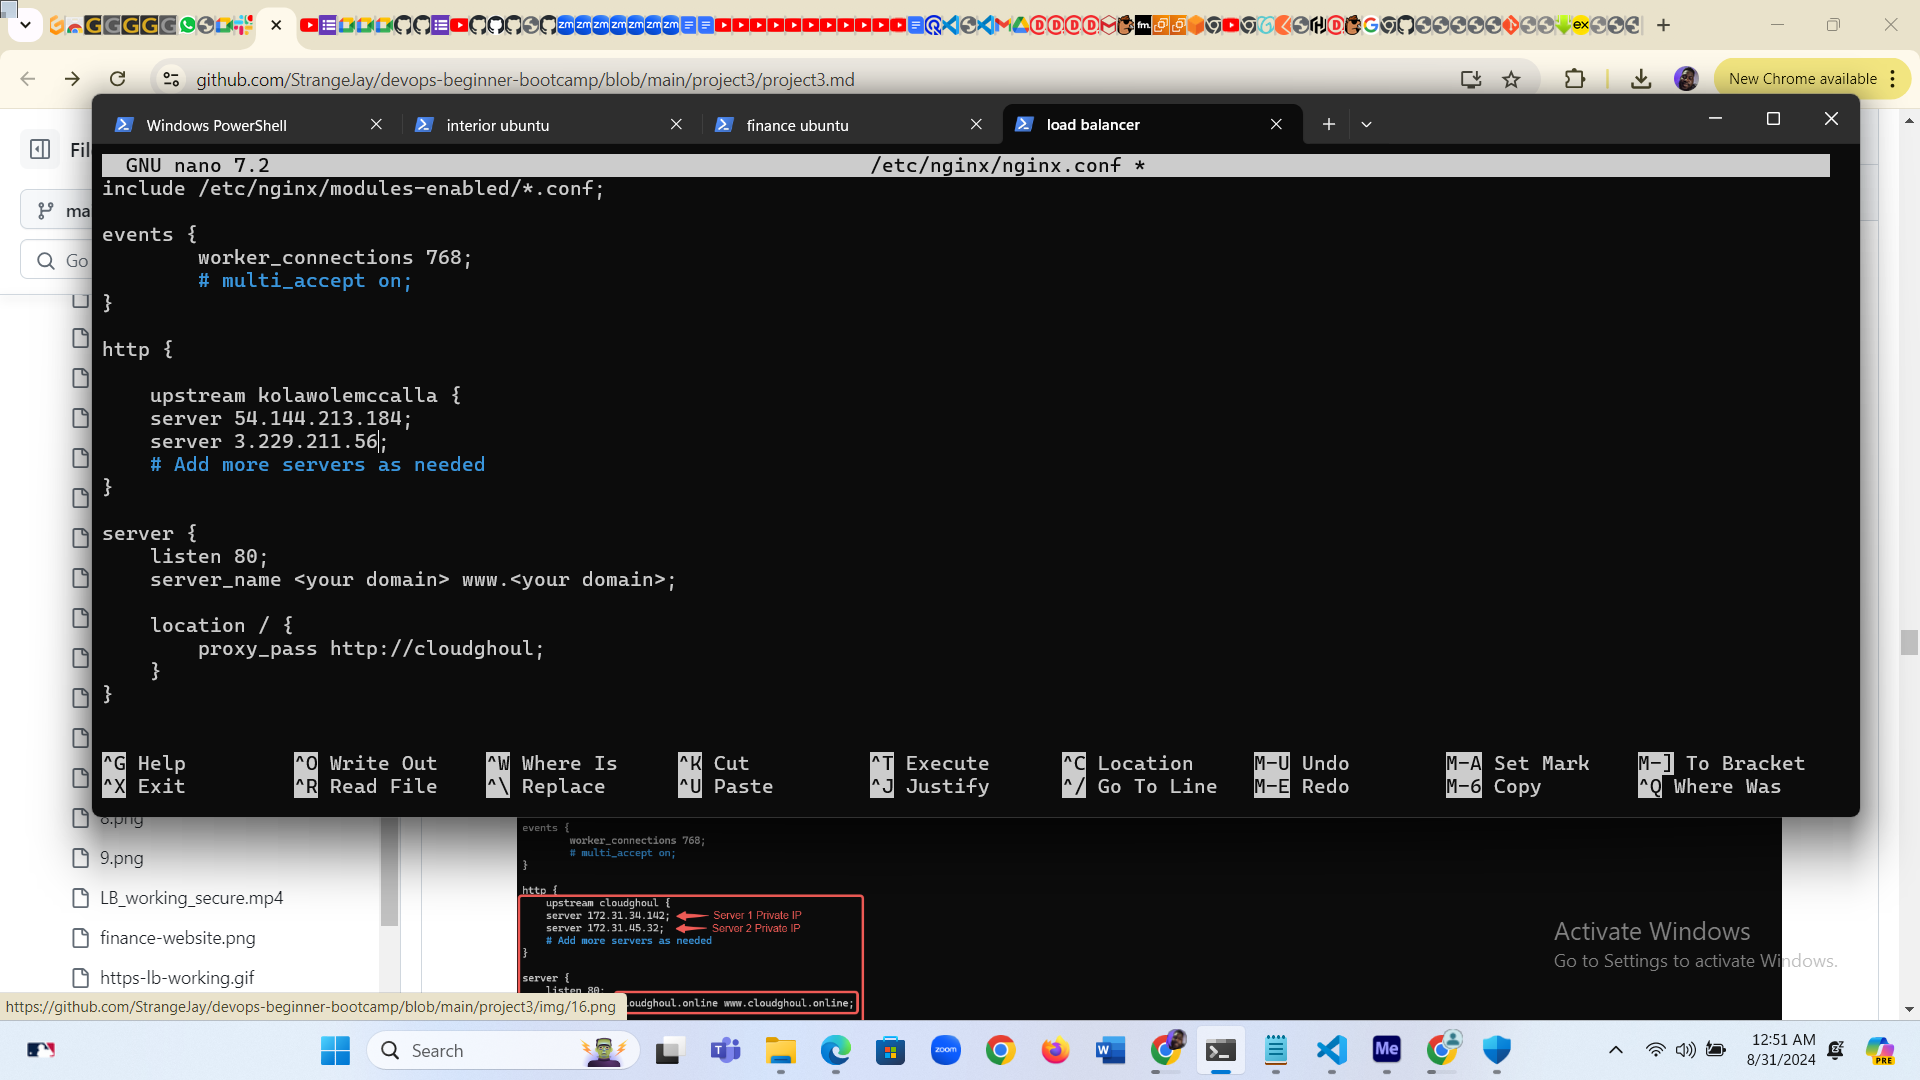 github.com/StrangeJay/devops-beginner-bootcamp/blob/main/project3/project3.md
New Chrome available
Windows PowerShell
interior ubuntu
finance ubuntu
load balancer
GNU nano 7.2 /etc/nginx/nginx.conf *
include /etc/nginx/modules-enabled/*.conf;
events {
worker_connections 768;
# multi_accept on;
}
http {
upstream kolawolemccalla {
server 54.144.213.184;
server 3.229.211.56;
# Add more servers as needed
}
server {
listen 80;
server_name <your domain> www.<your domain>;
location / {
proxy_pass http://cloudghoul;
}
}
^G Help ^O Write Out ^W Where Is ^K Cut ^T Execute ^C Location M-U Undo M-A Set Mark M-] To Bracket
^X Exit ^R Read File ^\ Replace ^U Paste ^J Justify ^/ Go To Line M-E Redo M-6 Copy ^Q Where Was
Go
8.png
9.png
LB_working_secure.mp4
finance-website.png
https-lb-working.gif
events {
worker_connections 768;
# multi_accept on;
}
http {
upstream cloudghoul {
server 172.31.34.142; Server 1 Private IP
server 172.31.45.32; Server 2 Private IP
# Add more servers as needed
}
server {
listen 80;
oudghoul.online www.cloudghoul.online;
Activate Windows
Go to Settings to activate Windows.
https://github.com/StrangeJay/devops-beginner-bootcamp/blob/main/project3/img/16.png
Search
zoom
Me
12:51 AM
8/31/2024
PRE